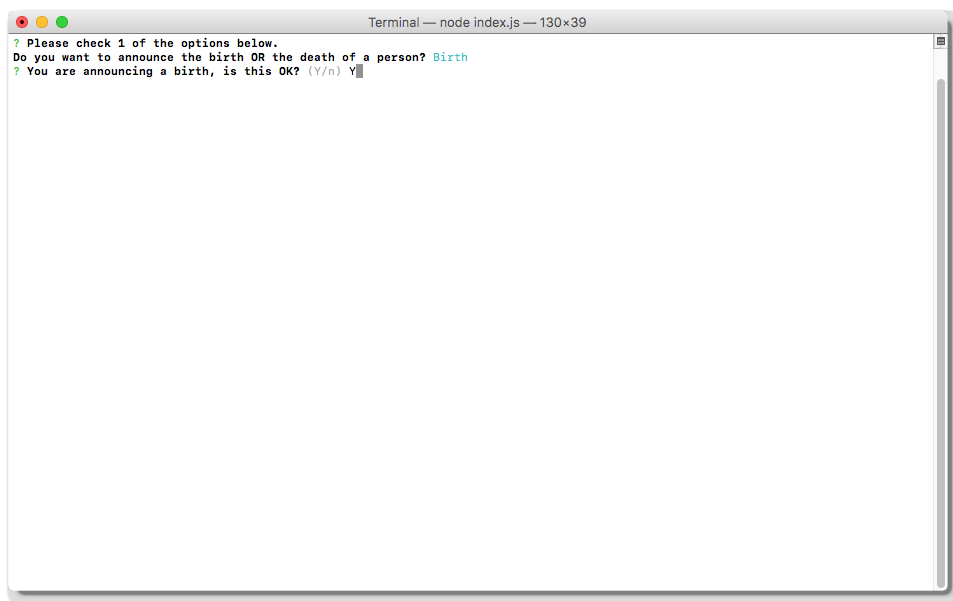 Terminal — node index.js — 130×39
? Please check 1 of the options below.
Do you want to announce the birth OR the death of a person? Birth
? You are announcing a birth, is this OK? (Y/n) Y